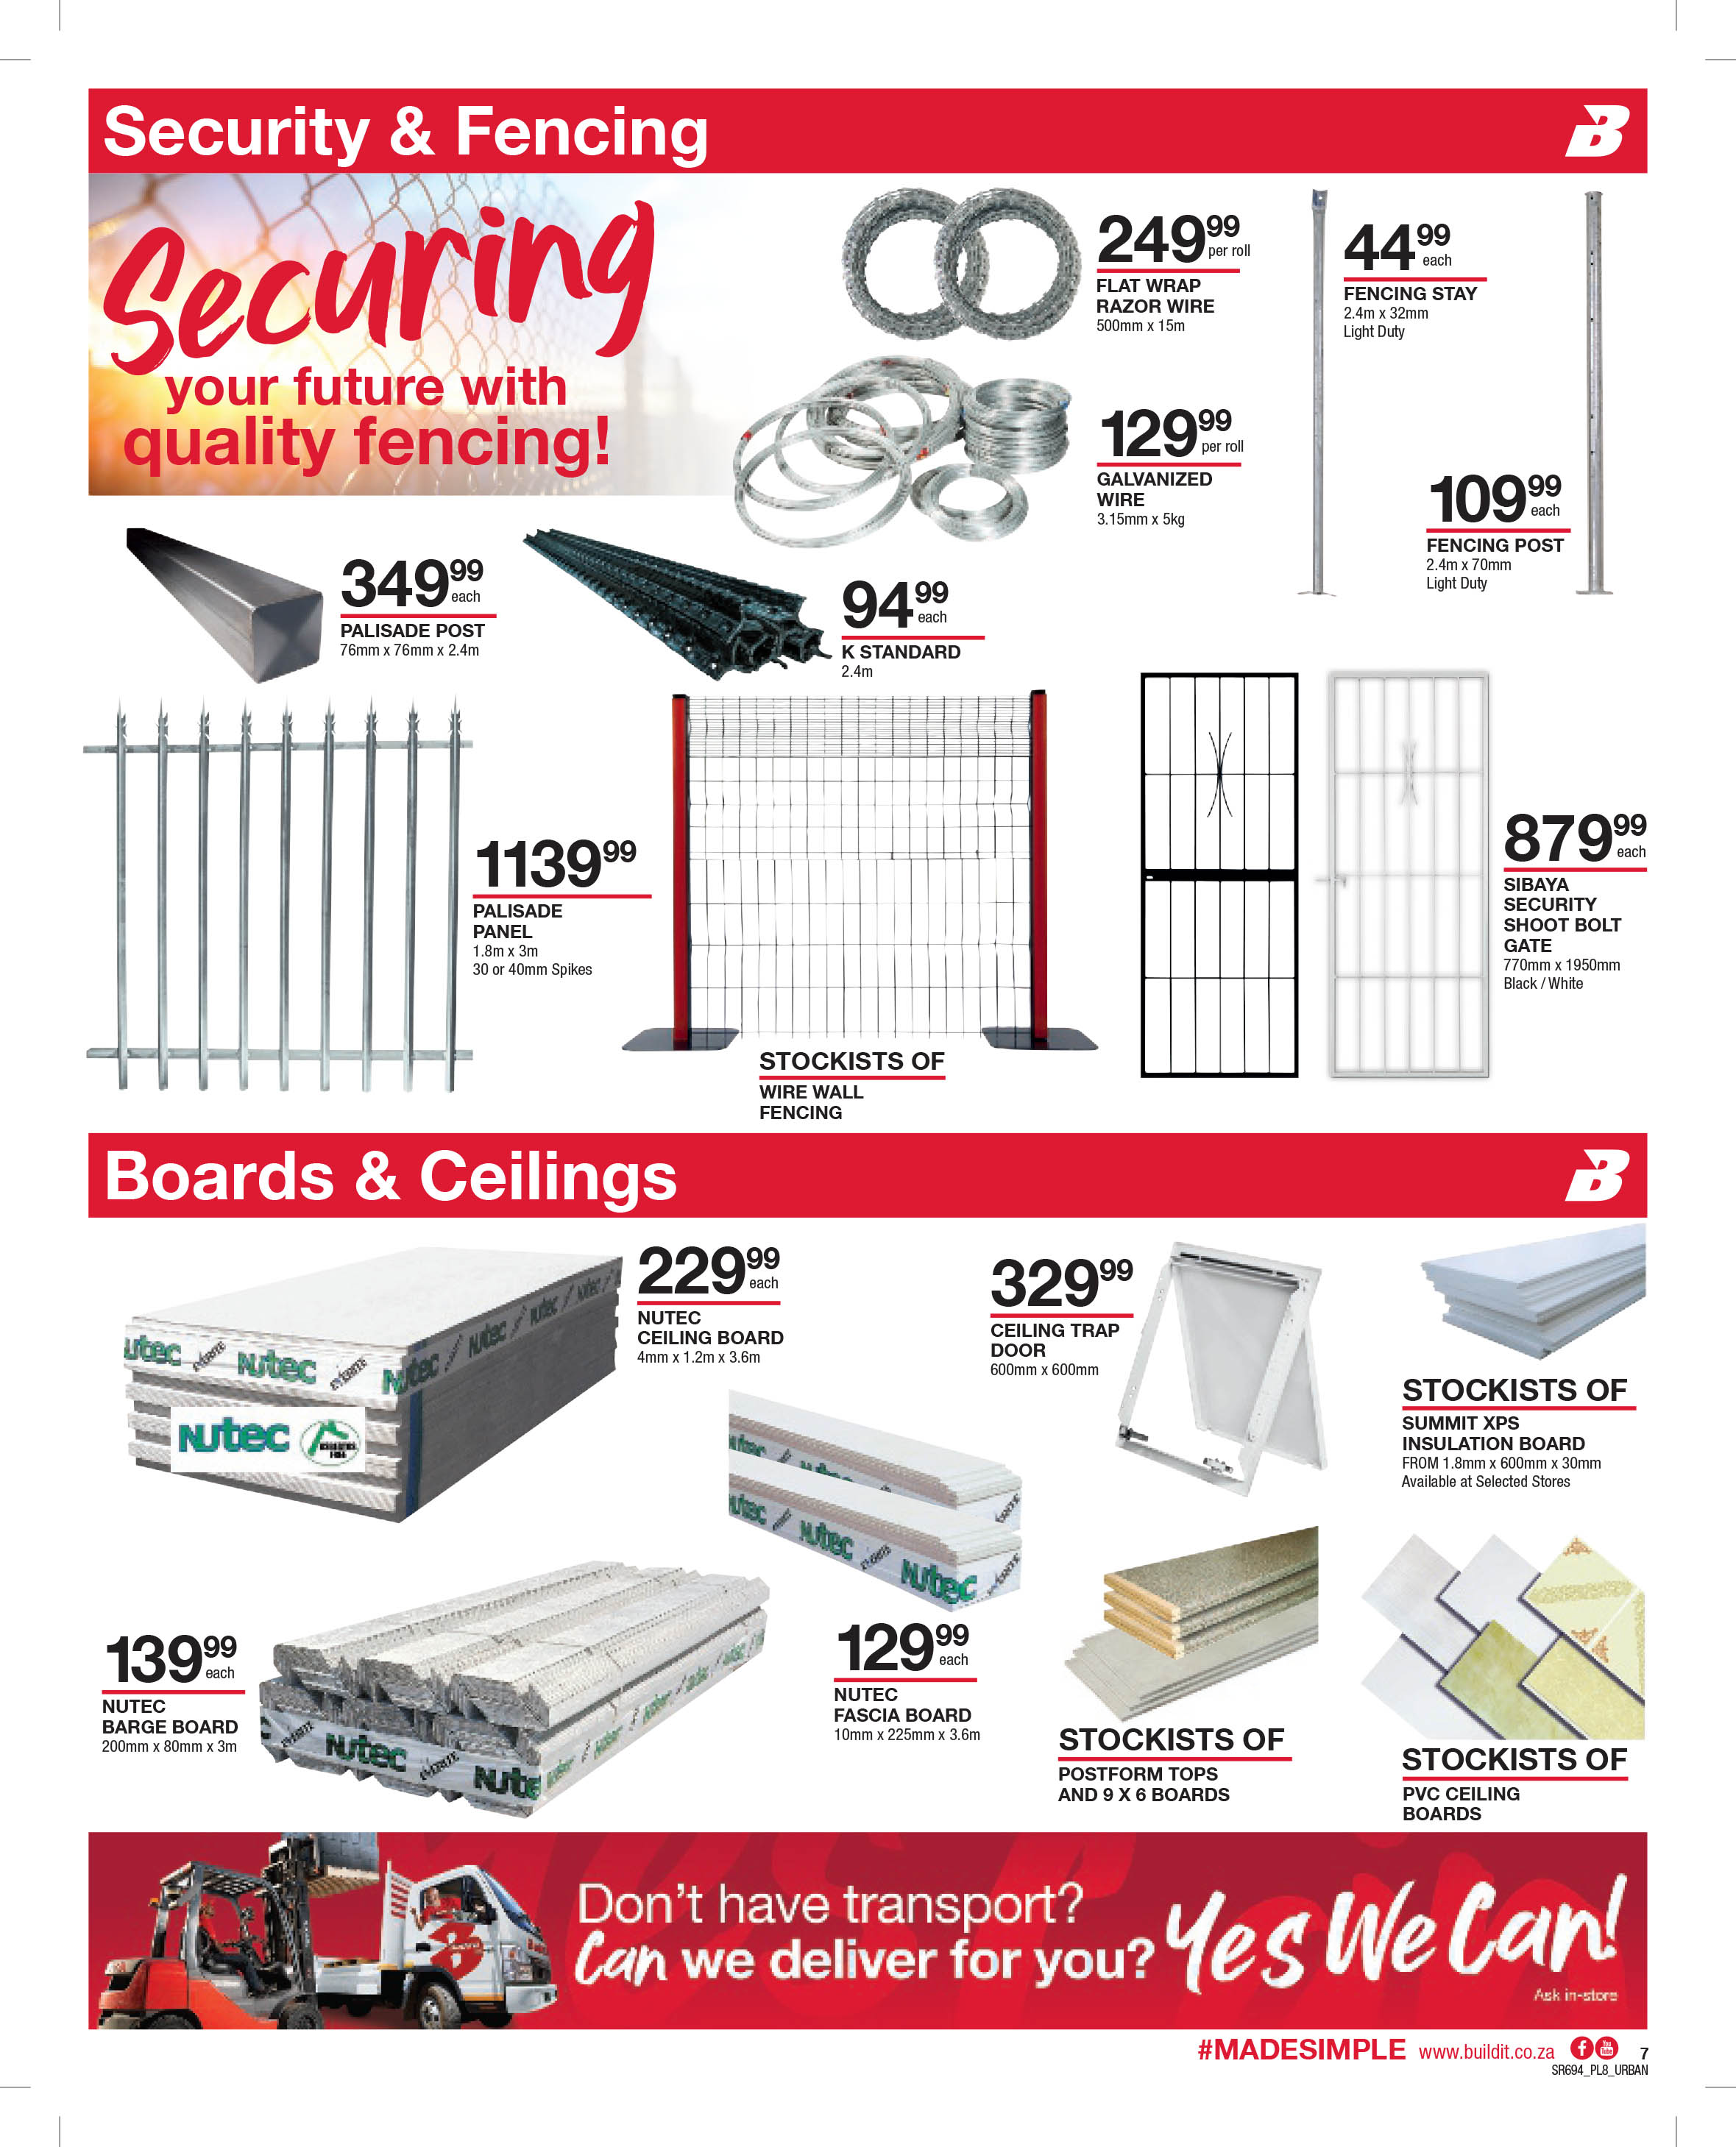 Security & Fencing
Securing
your future with
quality fencing!
249 99
per roll
FLAT WRAP
RAZOR WIRE
500mm x 15m
44 99
each
FENCING STAY
2.4m x 32mm
Light Duty
129 99
per roll
GALVANIZED
WIRE
3.15mm x 5kg
109 99
each
FENCING POST
2.4m x 70mm
Light Duty
349 99
each
PALISADE POST
76mm x 76mm x 2.4m
94 99
each
K STANDARD
2.4m
1139 99
PALISADE
PANEL
1.8m x 3m
30 or 40mm Spikes
STOCKISTS OF
WIRE WALL
FENCING
879 99
each
SIBAYA
SECURITY
SHOOT BOLT
GATE
770mm x 1950mm
Black / White
Boards & Ceilings
229 99
each
NUTEC
CEILING BOARD
4mm x 1.2m x 3.6m
Nutec
329 99
CEILING TRAP
DOOR
600mm x 600mm
STOCKISTS OF
SUMMIT XPS
INSULATION BOARD
FROM 1.8mm x 600mm x 30mm
Available at Selected Stores
139 99
each
NUTEC
BARGE BOARD
200mm x 80mm x 3m
Nutec
129 99
each
NUTEC
FASCIA BOARD
10mm x 225mm x 3.6m
Nutec
STOCKISTS OF
POSTFORM TOPS
AND 9 X 6 BOARDS
STOCKISTS OF
PVC CEILING
BOARDS
Don't have transport?
Can we deliver for you?
Yes We Can!
Ask in-store
#MADESIMPLE www.buildit.co.za 7
SR694_PL8_URBAN